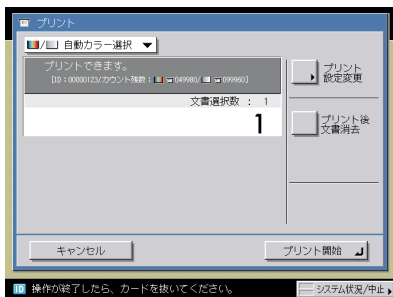 プリント
自動カラー選択
プリントできます。
[ID:00000123/カウント残数: 049980/ 099960]
文書選択数 : 1
1
プリント
設定変更
プリント後
文書消去
キャンセル
プリント開始
ID 操作が終了したら、カードを抜いてください。
システム状況/中止